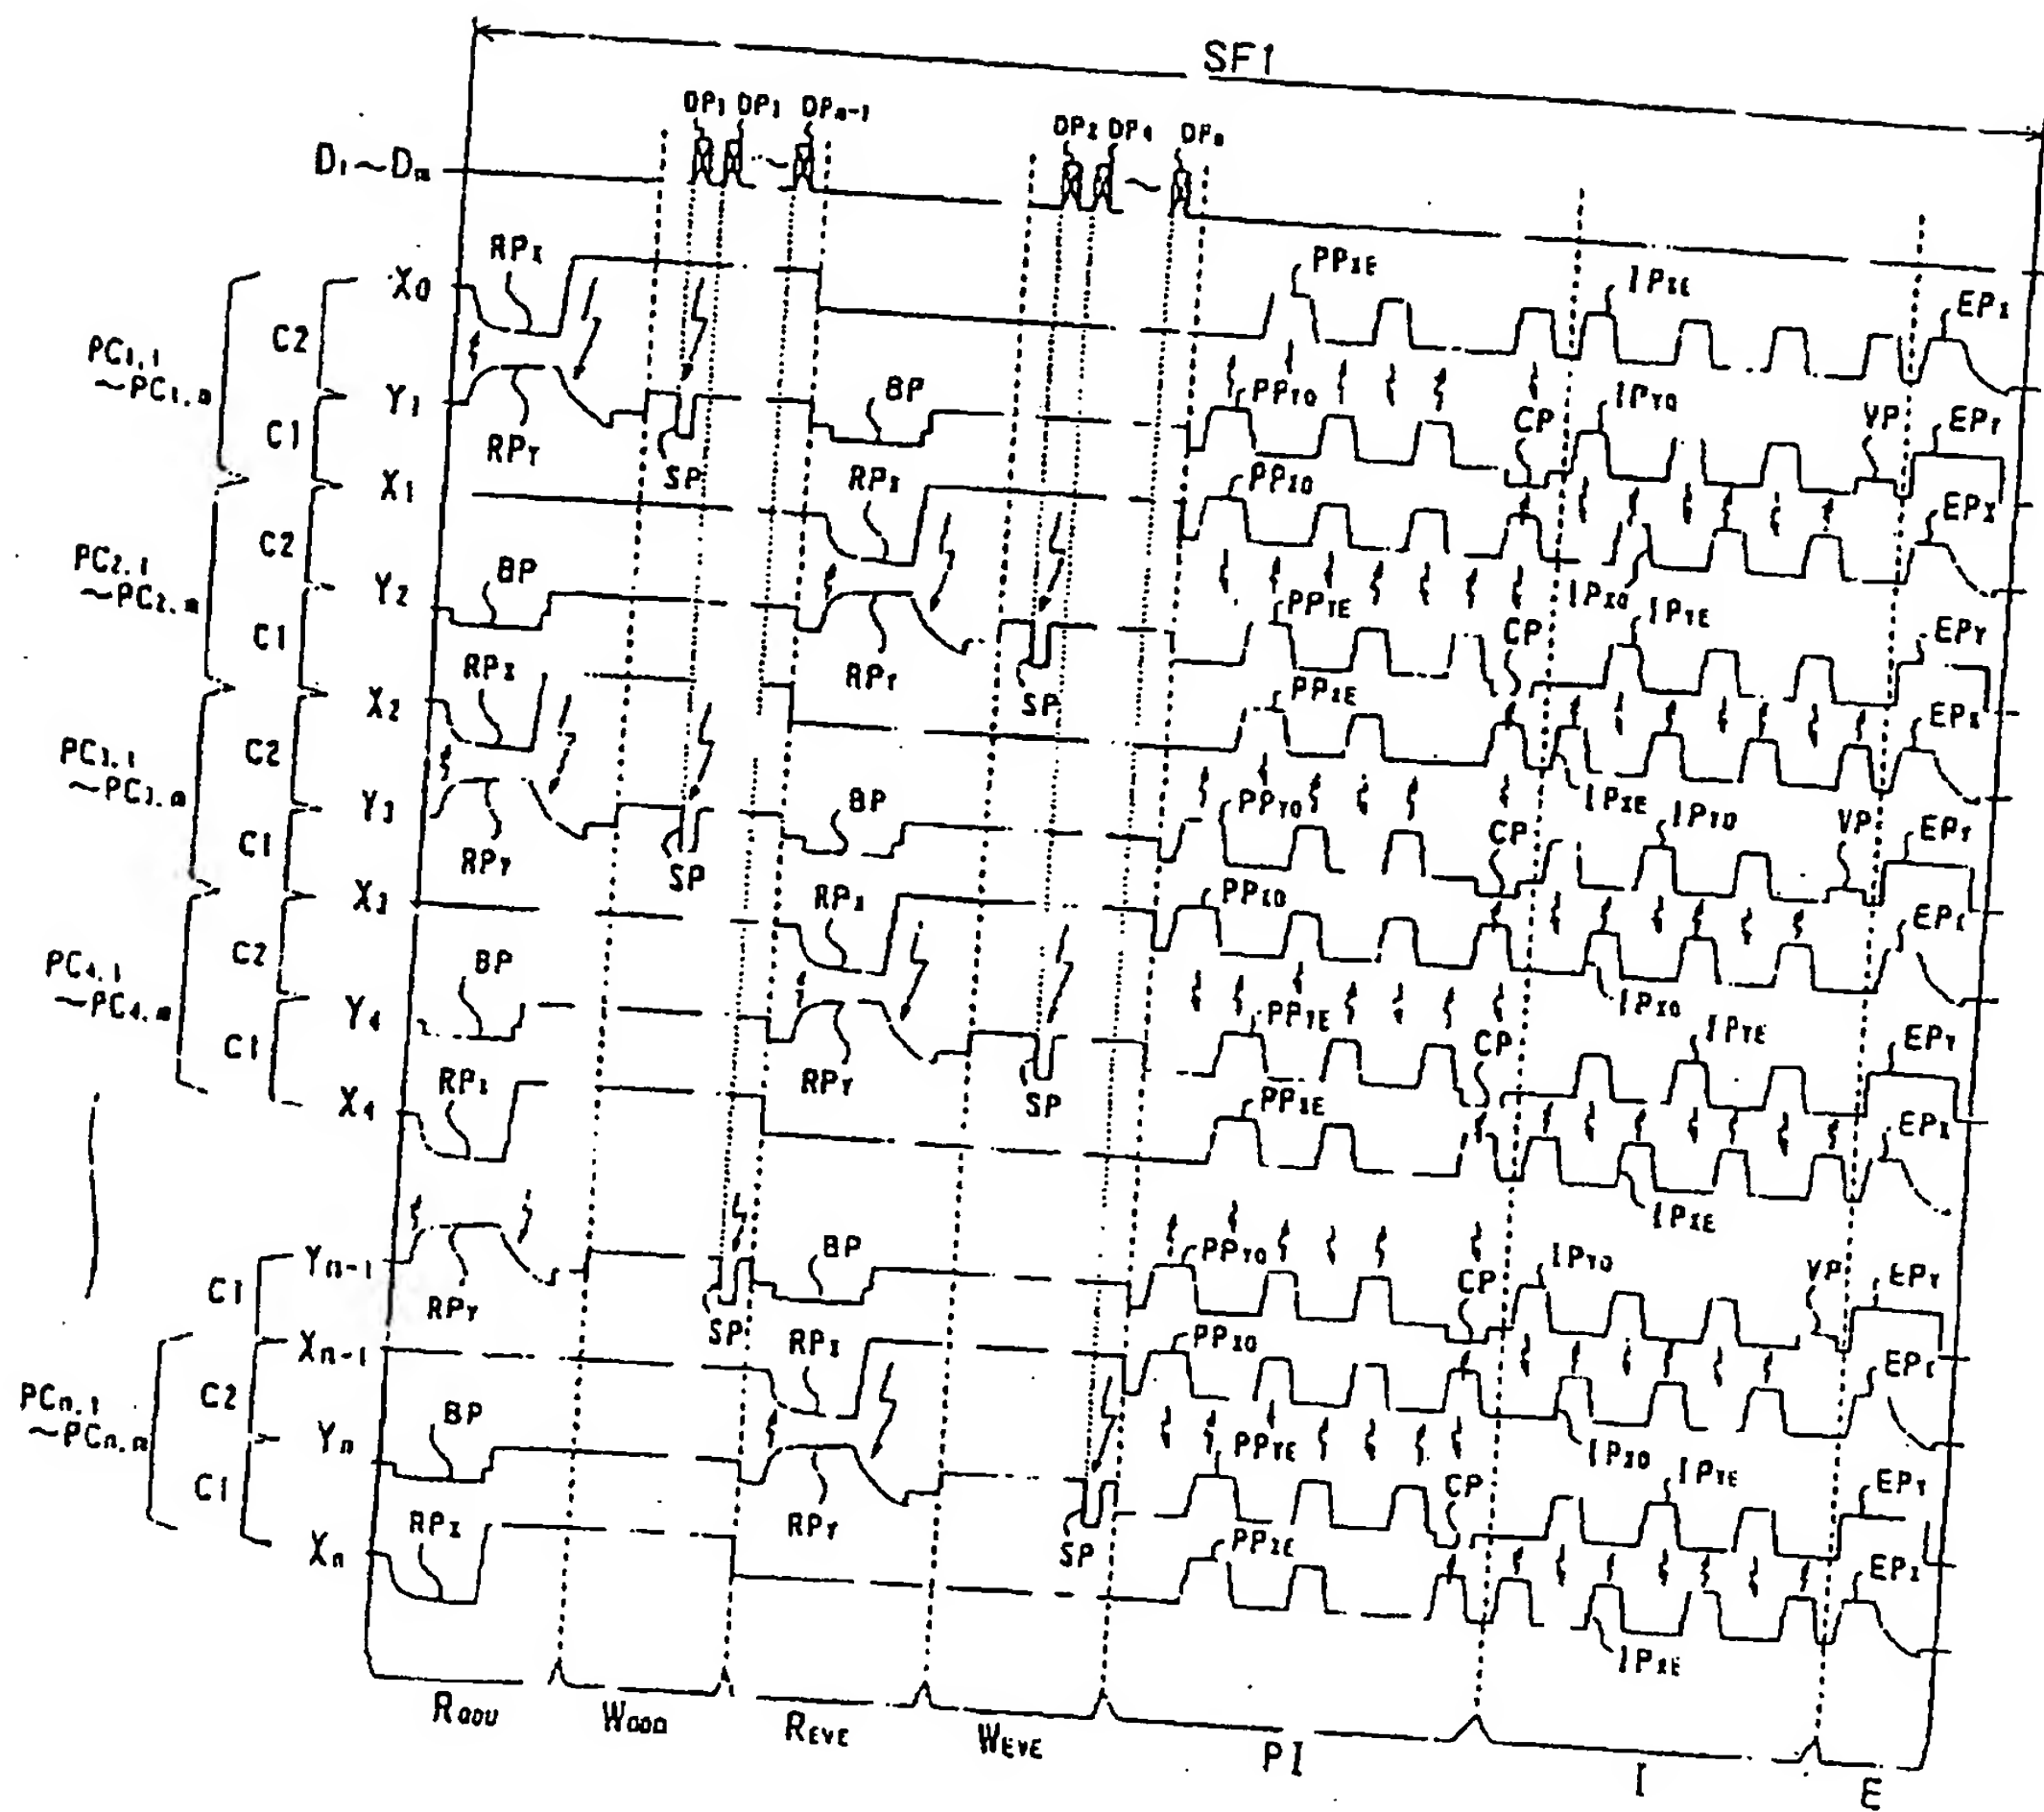 SF1
DP1 DP3 DPn-1 DP2 DP4 DPn
D1~Dm
RPX PPXE IPXE EPX
X0
C2
PC1,1
~PC1,m
Y1 BP PPYO CP IPYO VP EPY
C1 RPY SP
X1 RPX PPXO EPX
C2 IPXO
PC2,1
~PC2,m
Y2 BP PPYE CP IPYE EPY
C1 RPY SP
X2 RPX PPXE EPX
C2 IPXE
PC3,1
~PC3,m
Y3 BP PPYO CP IPYO VP EPY
C1 RPY SP
X3 RPX PPXO EPX
C2 IPXO
PC4,1
~PC4,m
Y4 BP PPYE CP IPYE EPY
C1 RPY SP
X4 RPX PPXE EPX
IPXE
Yn-1 BP PPYO CP IPYO VP EPY
C1 RPY SP
Xn-1 RPX PPXO EPX
C2 IPXO
PCn,1
~PCn,m
Yn BP PPYE CP IPYE EPY
C1 RPY SP
Xn RPX PPXE EPX
IPXE
WODD REVE WEVE PI I E